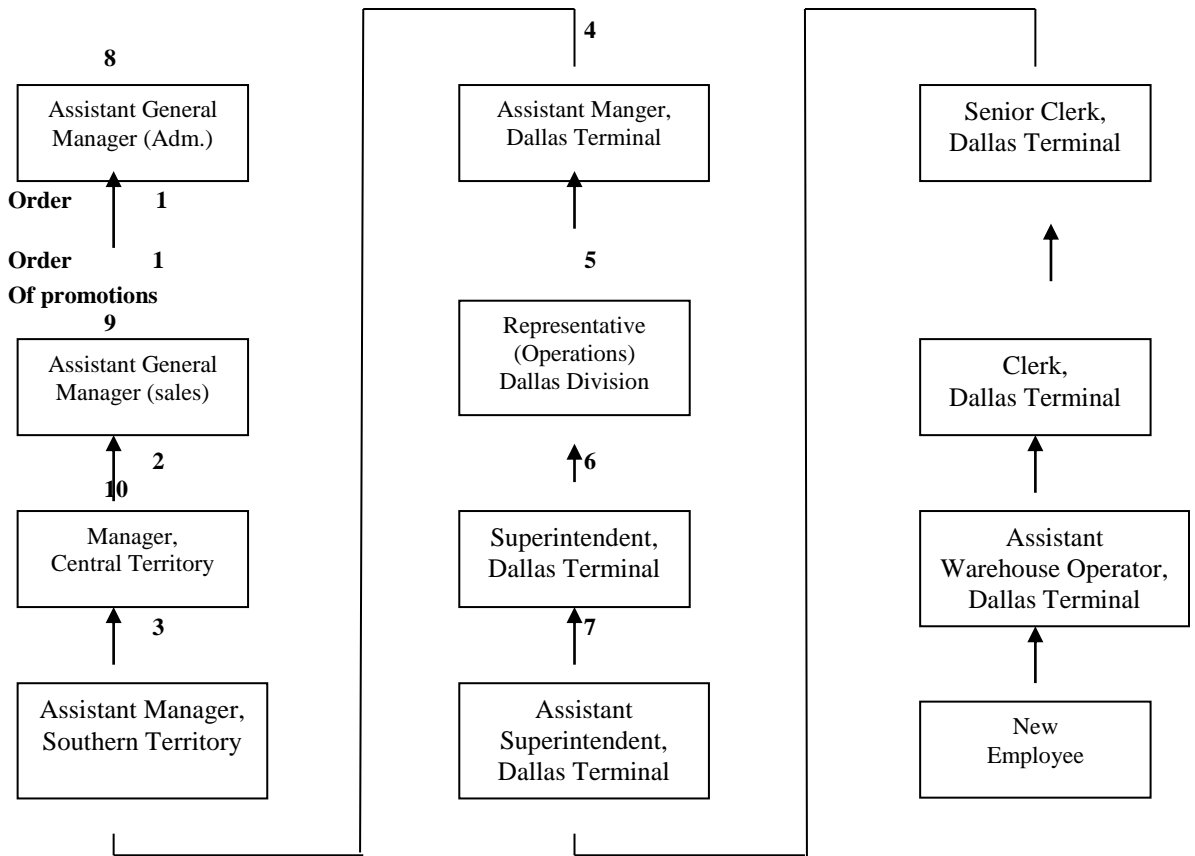 8
Assistant General
Manager (Adm.)
Order 1
Order 1
Of promotions
9
Assistant General
Manager (sales)
2
10
Manager,
Central Territory
3
Assistant Manager,
Southern Territory
4
Assistant Manger,
Dallas Terminal
5
Representative
(Operations)
Dallas Division
6
Superintendent,
Dallas Terminal
7
Assistant
Superintendent,
Dallas Terminal
Senior Clerk,
Dallas Terminal
Clerk,
Dallas Terminal
Assistant
Warehouse Operator,
Dallas Terminal
New
Employee